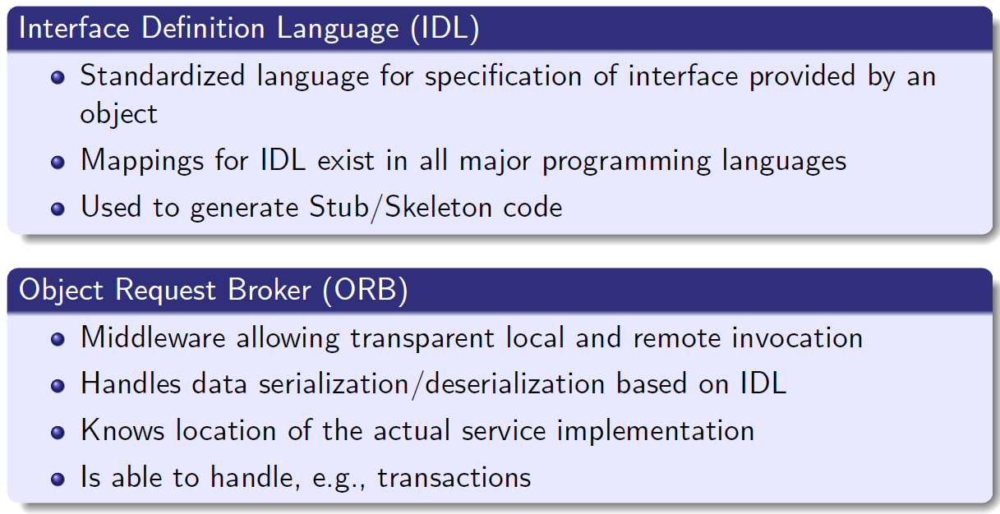 Interface Definition Language (IDL)
Standardized language for specification of interface provided by an
object
Mappings for IDL exist in all major programming languages
Used to generate Stub/Skeleton code
Object Request Broker (ORB)
Middleware allowing transparent local and remote invocation
Handles data serialization/deserialization based on IDL
Knows location of the actual service implementation
Is able to handle, e.g., transactions